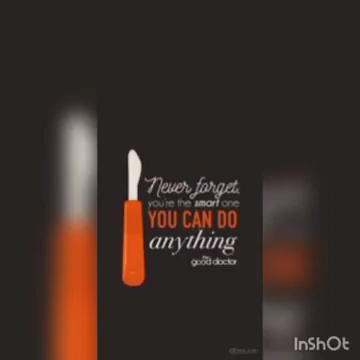 Never forget,
you're the smart one
YOU CAN DO
anything
the
good doctor
InShOt